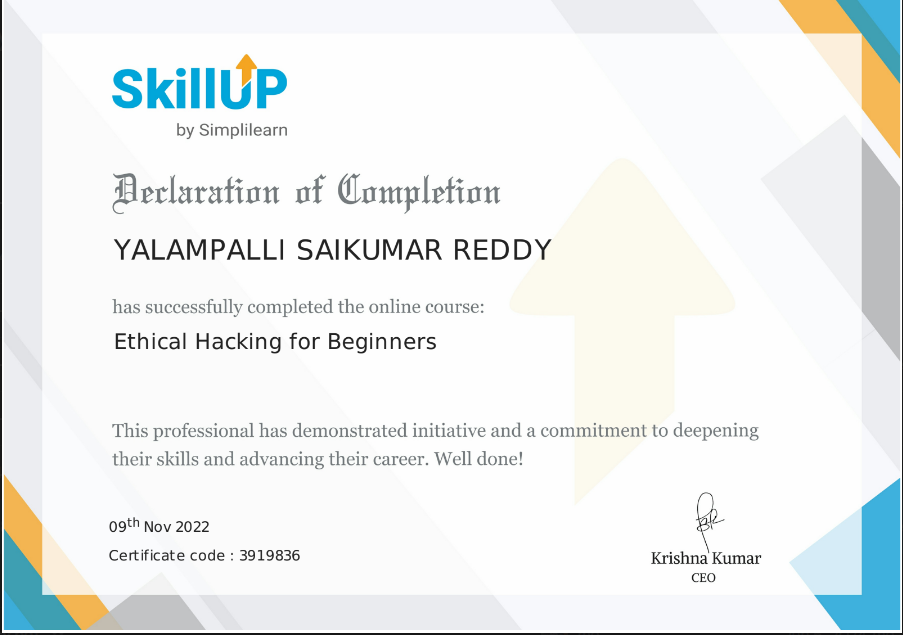 SkillUP
by Simplilearn
Declaration of Completion
YALAMPALLI SAIKUMAR REDDY
has successfully completed the online course:
Ethical Hacking for Beginners
This professional has demonstrated initiative and a commitment to deepening
their skills and advancing their career. Well done!
09th Nov 2022
Certificate code : 3919836
Krishna Kumar
CEO